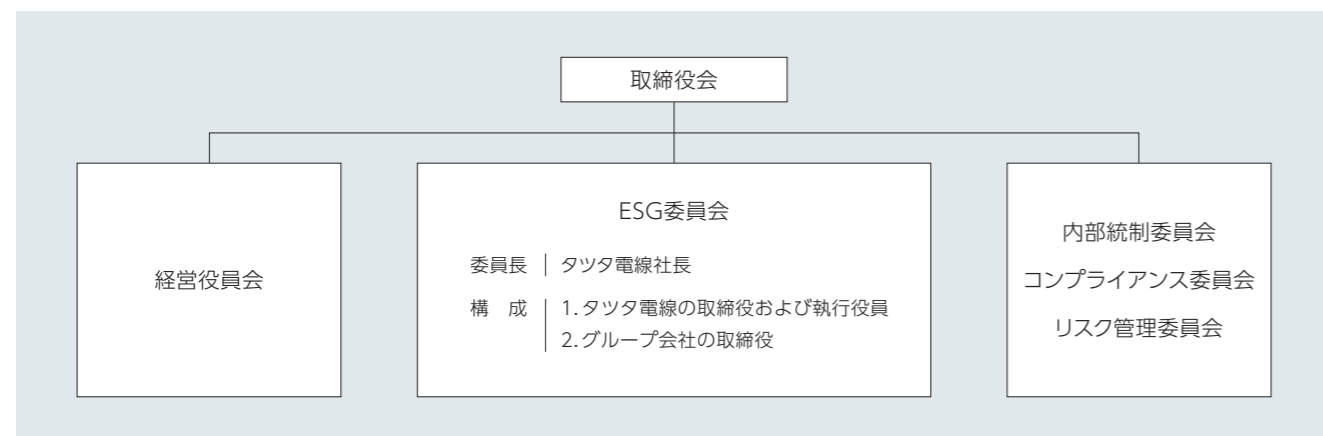 取締役会
経営役員会
ESG委員会
委員長 タツタ電線社長
構 成 1.タツタ電線の取締役および執行役員
2.グループ会社の取締役
内部統制委員会
コンプライアンス委員会
リスク管理委員会